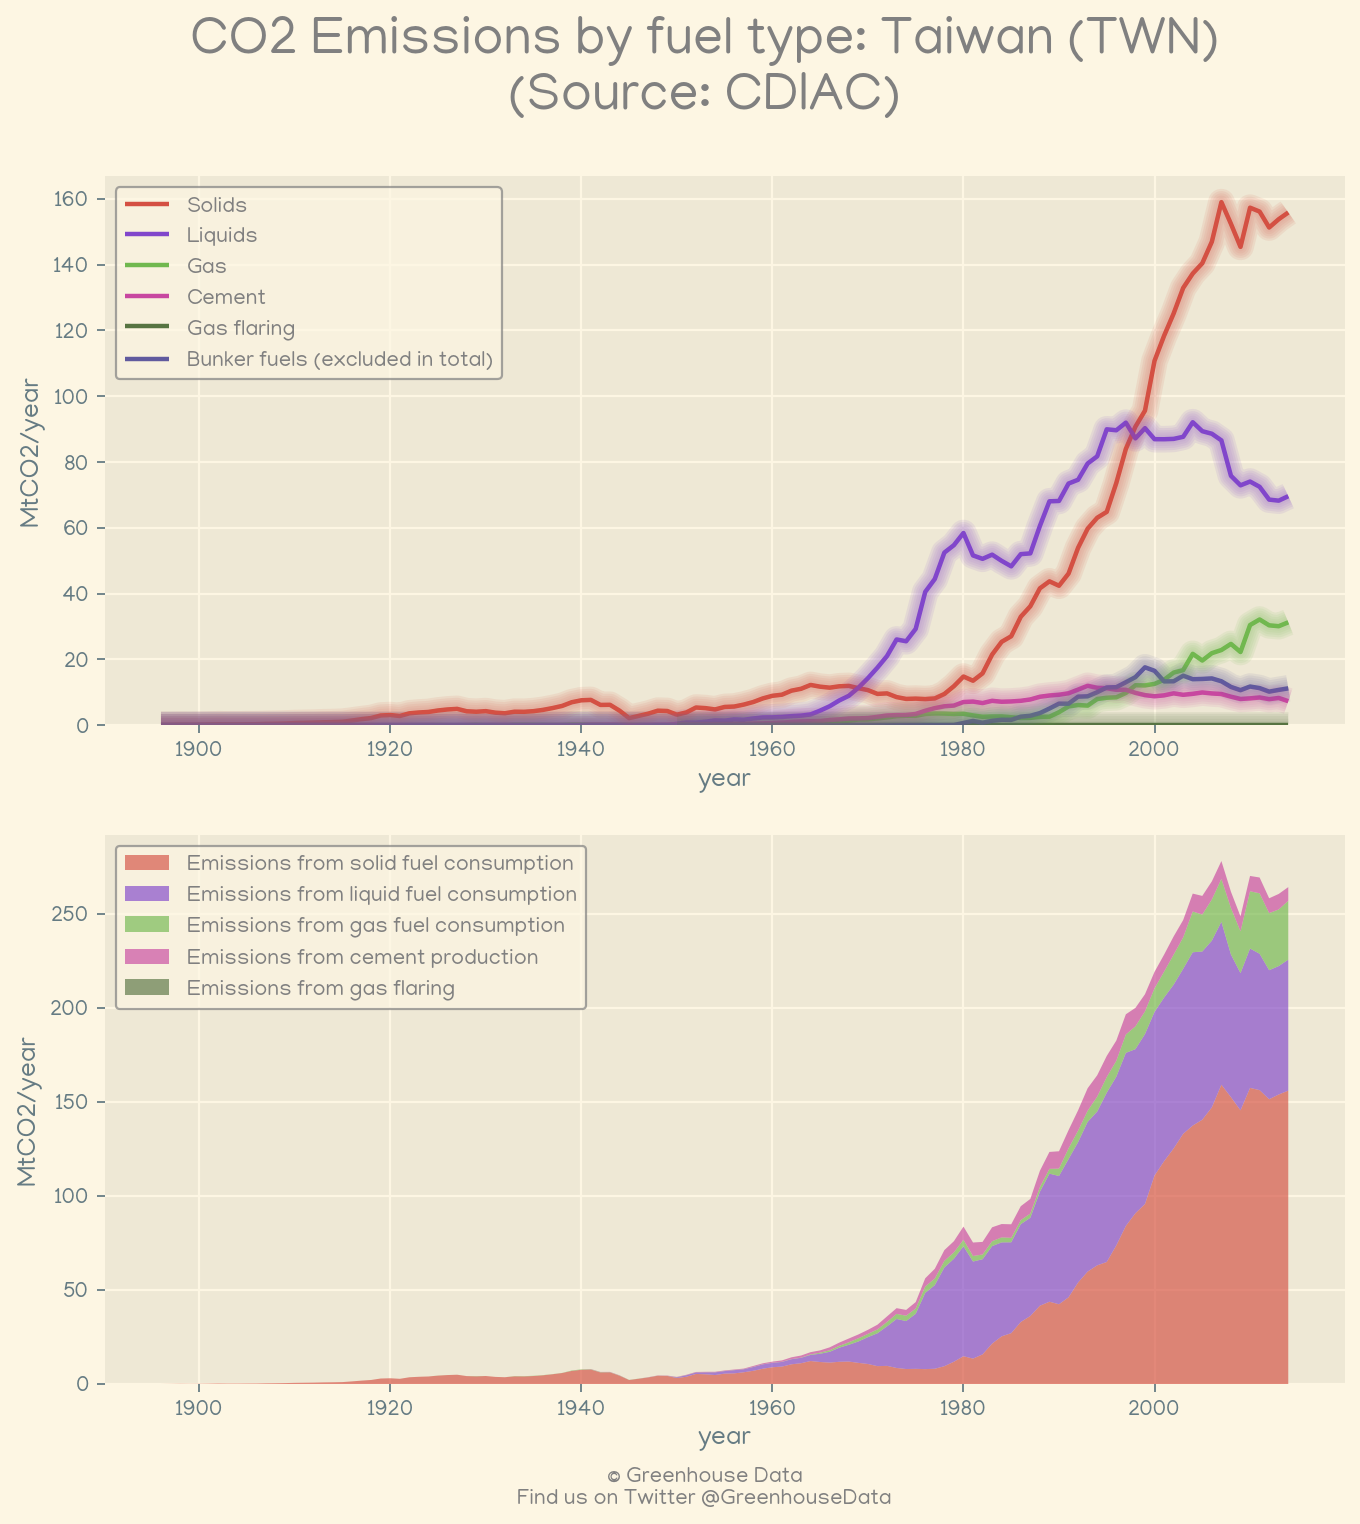 CO2 Emissions by fuel type: Taiwan (TWN)
(Source: CDIAC)
160
140
120
100
80
60
40
20
0
MtCO2/year
Solids
Liquids
Gas
Cement
Gas flaring
Bunker fuels (excluded in total)
1900 1920 1940 1960 1980 2000
year
250
200
150
100
50
0
MtCO2/year
Emissions from solid fuel consumption
Emissions from liquid fuel consumption
Emissions from gas fuel consumption
Emissions from cement production
Emissions from gas flaring
1900 1920 1940 1960 1980 2000
year
© Greenhouse Data
Find us on Twitter @GreenhouseData